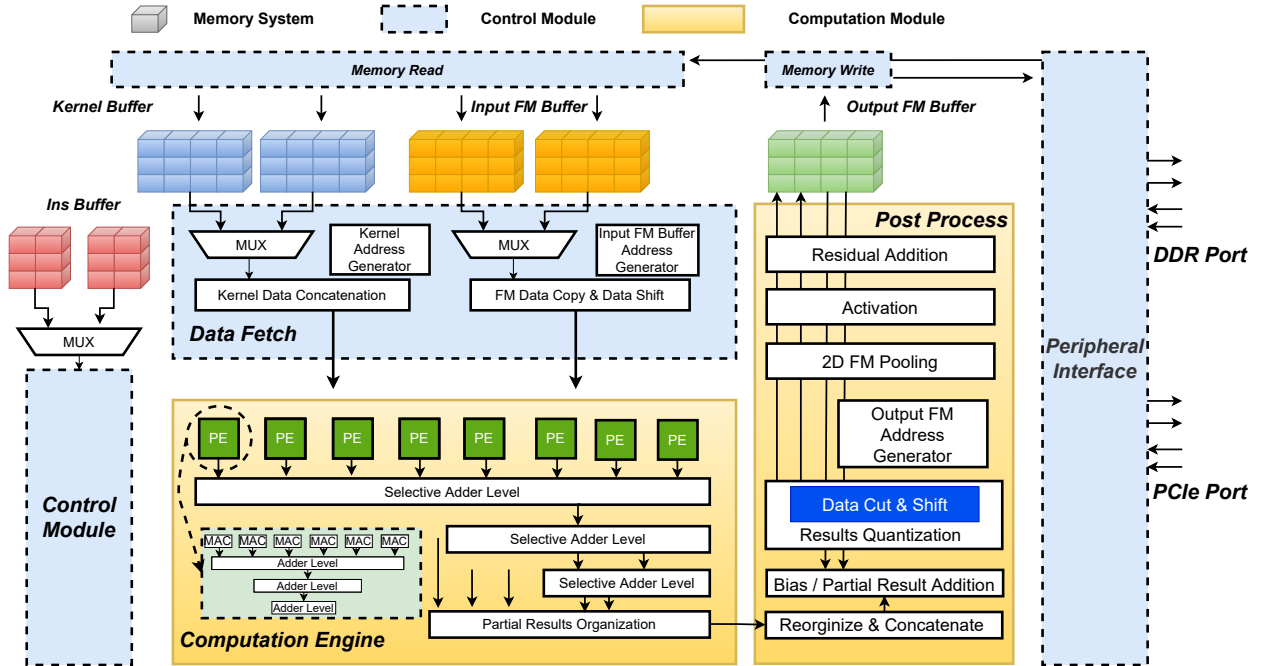 Memory System
Control Module
Computation Module
Memory Read
Memory Write
Kernel Buffer
Input FM Buffer
Output FM Buffer
Ins Buffer
MUX
Control
Module
MUX
Kernel
Address
Generator
MUX
Input FM Buffer
Address
Generator
Kernel Data Concatenation
FM Data Copy & Data Shift
Data Fetch
PE
PE
PE
PE
PE
PE
PE
PE
Selective Adder Level
Selective Adder Level
Selective Adder Level
MAC
MAC
MAC
MAC
MAC
MAC
Adder Level
Adder Level
Adder Level
Partial Results Organization
Computation Engine
Post Process
Residual Addition
Activation
2D FM Pooling
Output FM
Address
Generator
Data Cut & Shift
Results Quantization
Bias / Partial Result Addition
Reorginize & Concatenate
Peripheral
Interface
DDR Port
PCIe Port